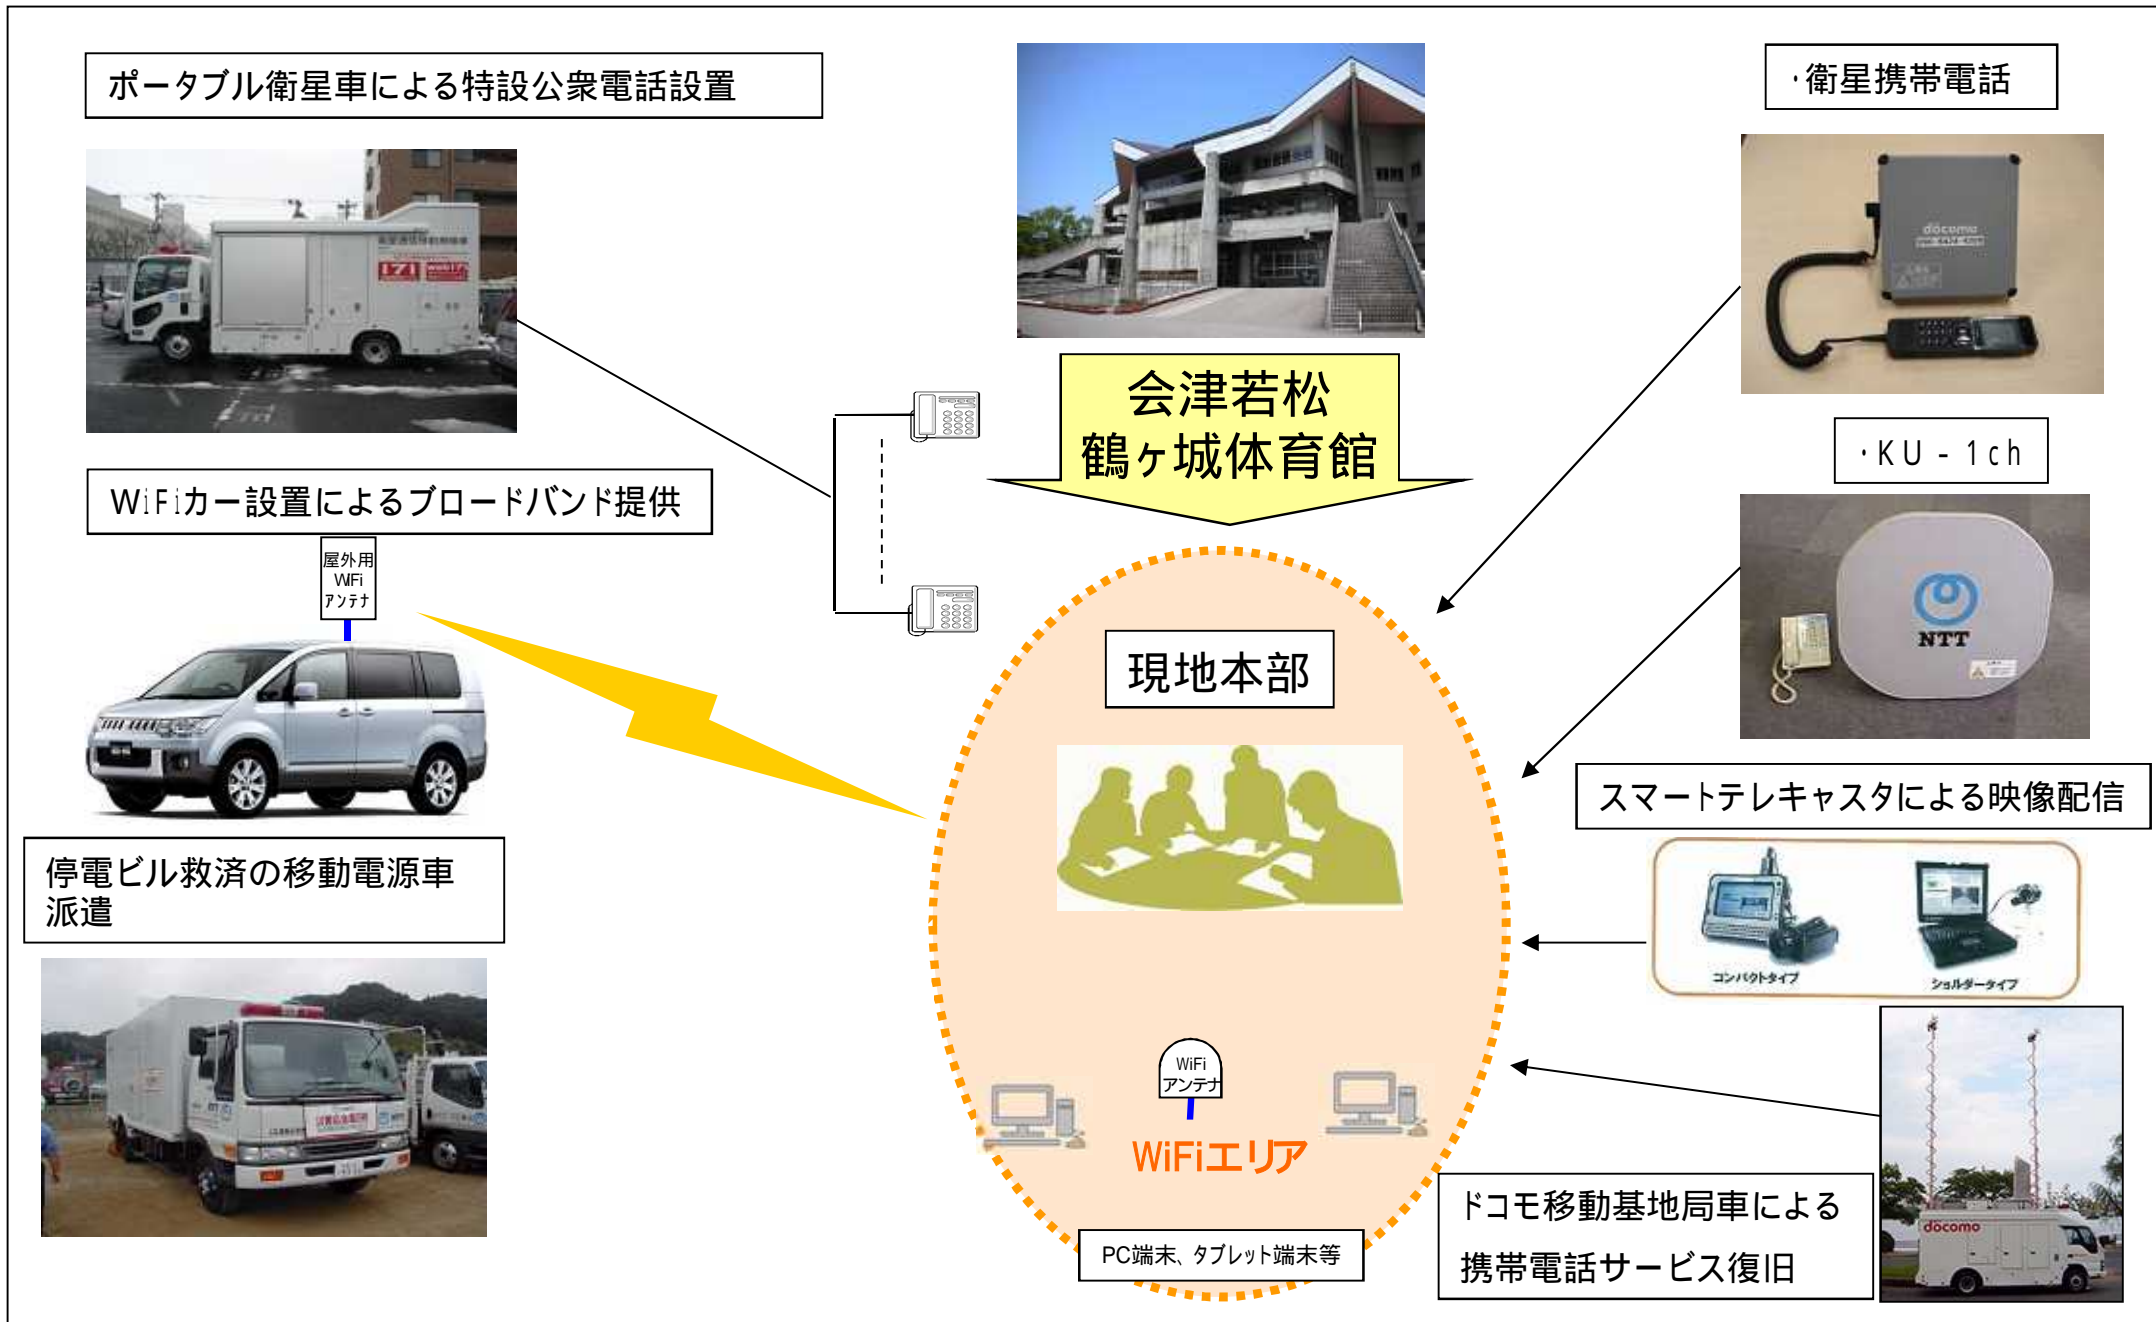 ポータブル衛星車による特設公衆電話設置
171
WiFiカー設置によるブロードバンド提供
屋外用
WiFi
アンテナ
停電ビル救済の移動電源車
派遣
会津若松
鶴ヶ城体育館
現地本部
WiFi
アンテナ
WiFiエリア
PC端末、タブレット端末等
・衛星携帯電話
docomo
・KU - 1ch
NTT
スマートテレキャスタによる映像配信
コンパクトタイプ
ショルダータイプ
ドコモ移動基地局車による
携帯電話サービス復旧
docomo